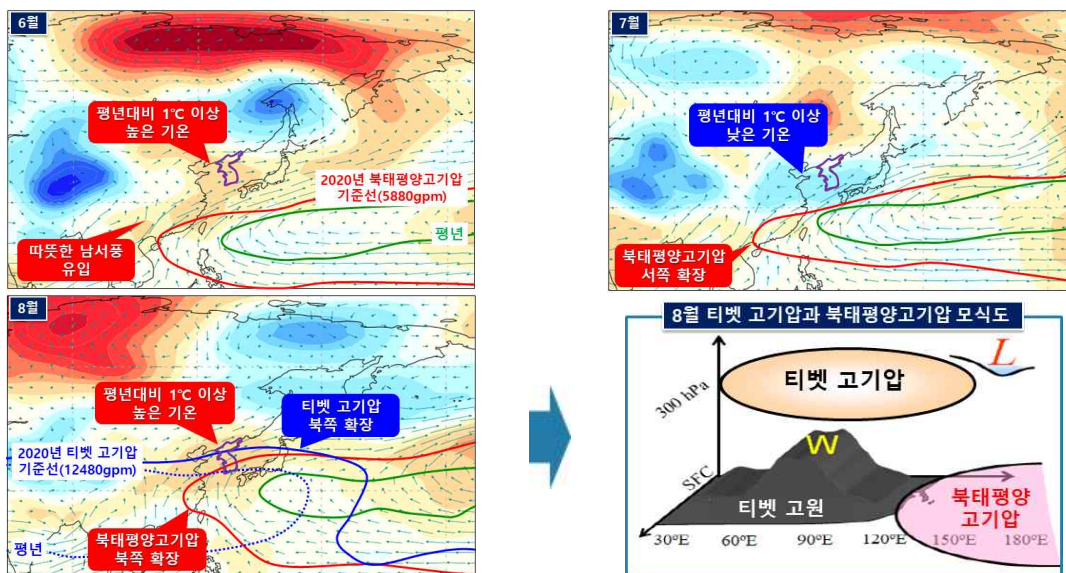 6월
평년대비 1℃ 이상
높은 기온
2020년 북태평양고기압
기준선(5880gpm)
평년
따뜻한 남서풍
유입
7월
평년대비 1℃ 이상
낮은 기온
북태평양고기압
서쪽 확장
8월
평년대비 1℃ 이상
높은 기온
티벳 고기압
북쪽 확장
2020년 티벳 고기압
기준선(12480gpm)
평년
북태평양고기압
북쪽 확장
8월 티벳 고기압과 북태평양고기압 모식도
L
티벳 고기압
300 hPa
W
SFC
티벳 고원
북태평양
고기압
30ºE 60ºE 90ºE 120ºE 150ºE 180ºE